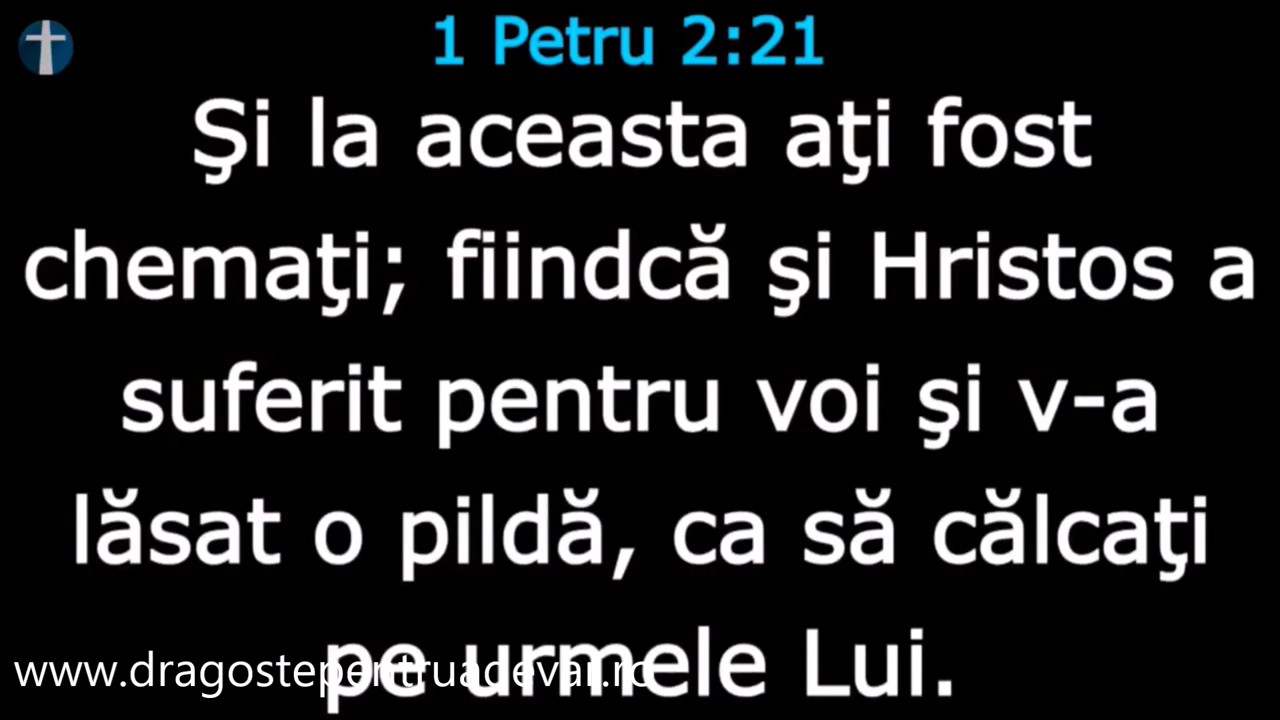 1 Petru 2:21
Şi la aceasta aţi fost
chemaţi; fiindcă şi Hristos a
suferit pentru voi şi v-a
lăsat o pildă, ca să călcaţi
pe urmele Lui.
www.dragostepentruadevar.ro